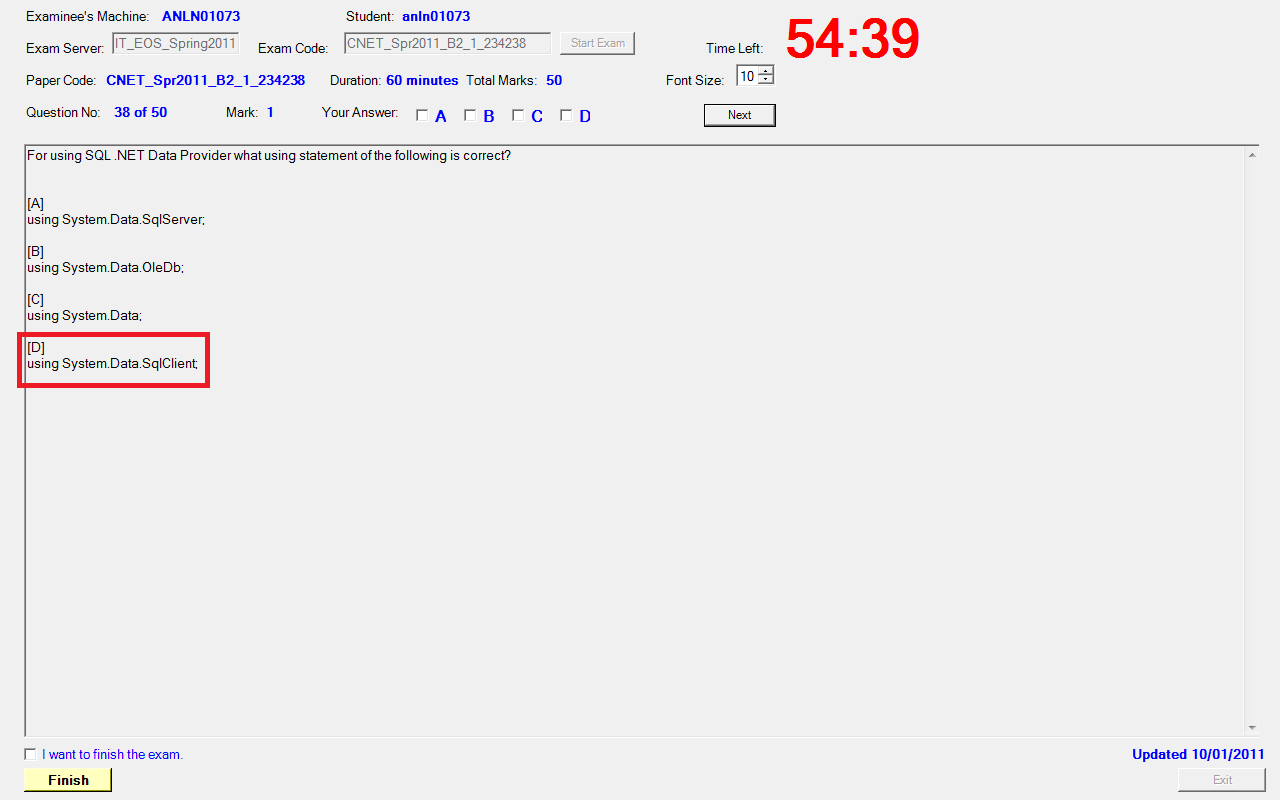 Examinee's Machine: ANLN01073 Student: anln01073
Exam Server: IT_EOS_Spring2011 Exam Code: CNET_Spr2011_B2_1_234238 Start Exam Time Left: 54:39
Paper Code: CNET_Spr2011_B2_1_234238 Duration: 60 minutes Total Marks: 50 Font Size: 10
Question No: 38 of 50 Mark: 1 Your Answer: A B C D Next
For using SQL .NET Data Provider what using statement of the following is correct?
[A]
using System.Data.SqlServer;
[B]
using System.Data.OleDb;
[C]
using System.Data;
[D]
using System.Data.SqlClient;
I want to finish the exam. Updated 10/01/2011
Finish Exit